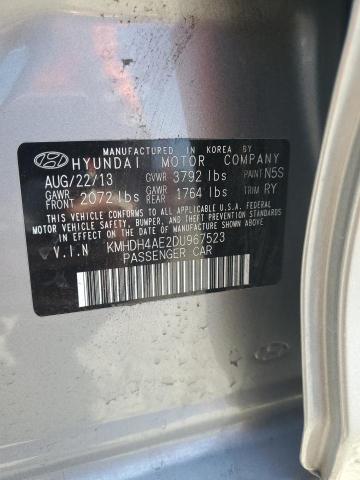 MANUFACTURED IN KOREA BY
HYUNDAI MOTOR COMPANY
AUG/22/13 GVWR 3792 lbs PAINT N5S
GAWR FRONT 2072 lbs GAWR REAR 1764 lbs TRIM RY
THIS VEHICLE CONFORMS TO ALL APPLICABLE U.S.A. FEDERAL
MOTOR VEHICLE SAFETY, BUMPER, AND THEFT PREVENTION
STANDARDS IN EFFECT ON THE DATE OF MANUFACTURE SHOWN
ABOVE.
V.I.N KMHDH4AE2DU967523
PASSENGER CAR